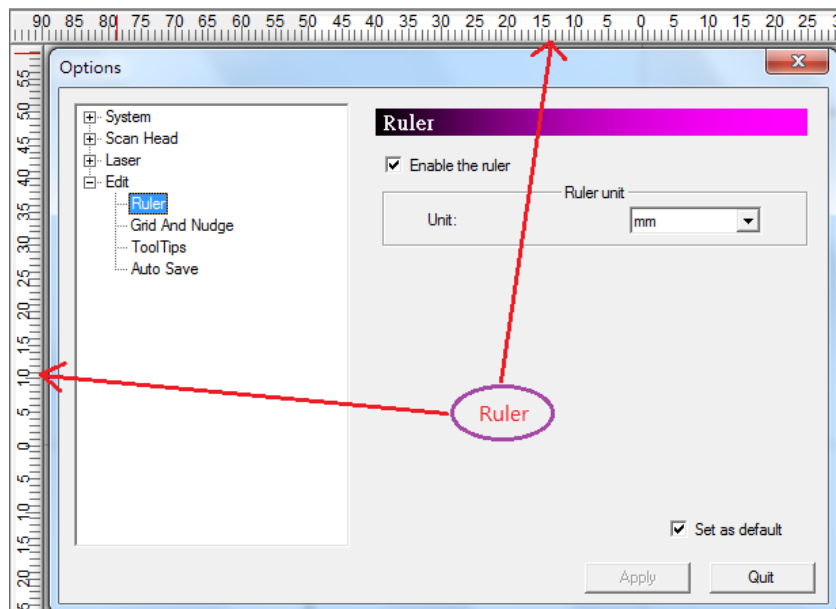 90 85 80 75 70 65 60 55 50 45 40 35 30 25 20 15 10 5 0 5 10 15 20 25
Options
System
Scan Head
Laser
Edit
Ruler
Grid And Nudge
ToolTips
Auto Save
Ruler
Enable the ruler
Ruler unit
Unit:
mm
Ruler
Set as default
Apply
Quit
55
50
45
40
35
30
25
20
15
10
5
0
5
10
15
20